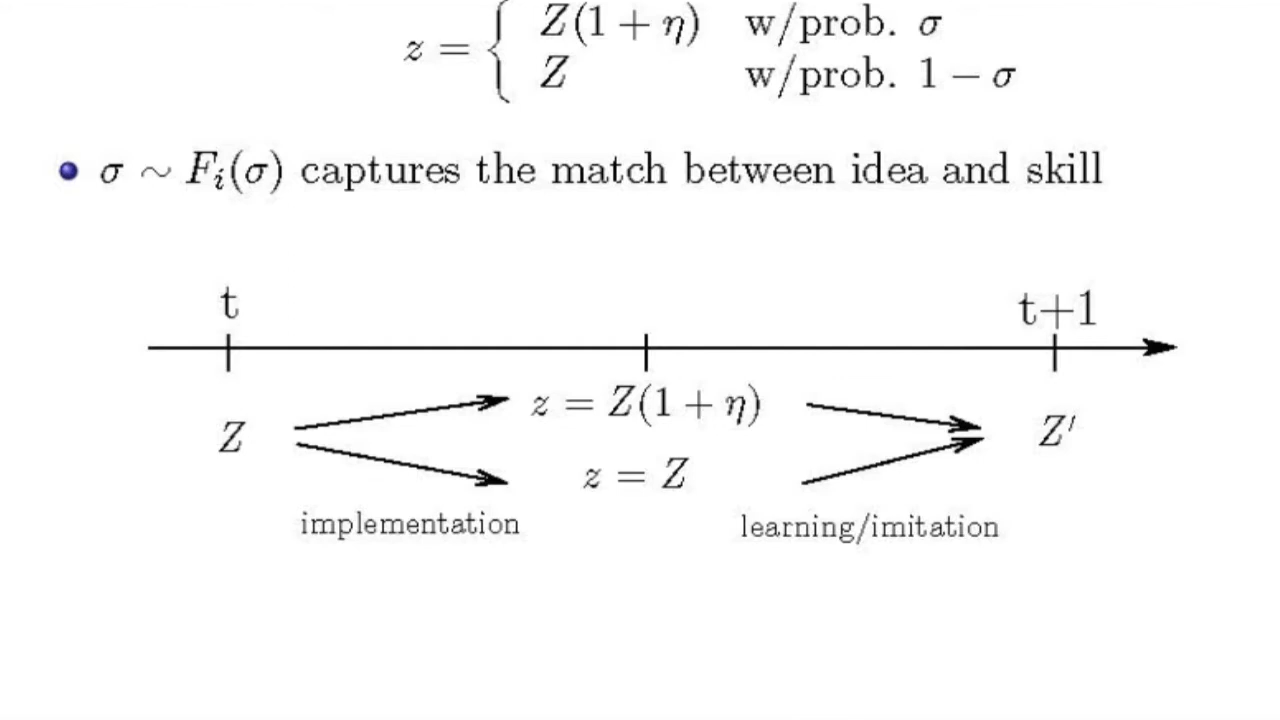 z = { Z(1 + η) w/prob. σ
Z w/prob. 1 − σ
• σ ∼ F_i(σ) captures the match between idea and skill
t t+1
z = Z(1 + η)
Z Z′
z = Z
implementation learning/imitation